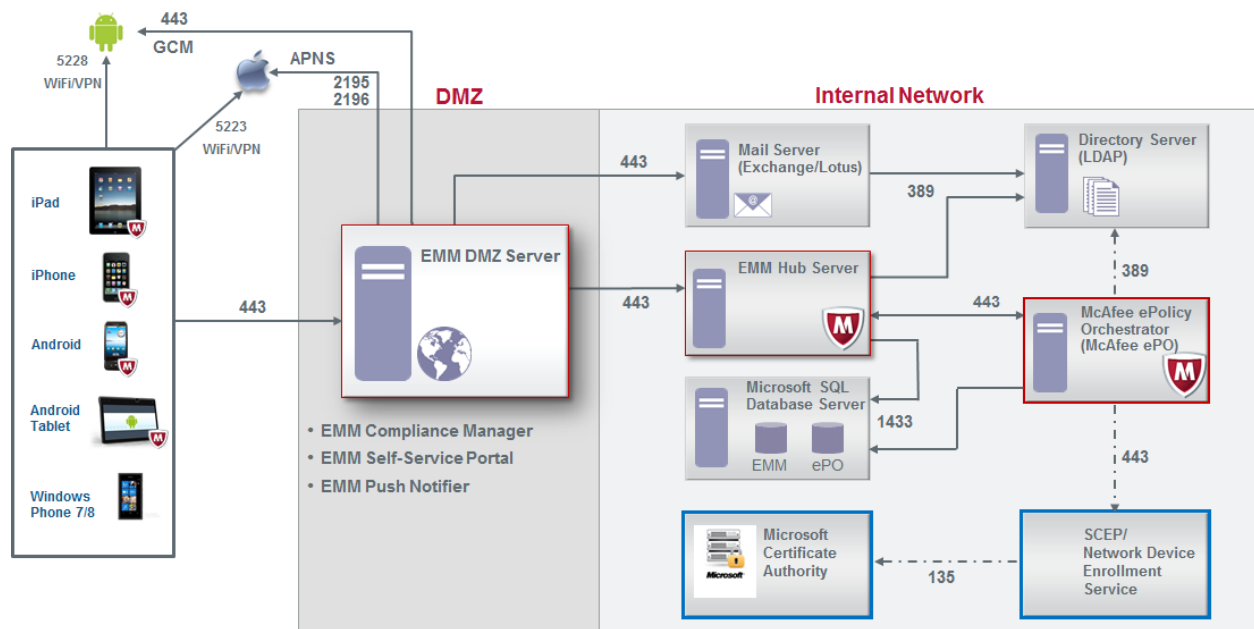 443
GCM
5228
WiFi/VPN
APNS
2195
2196
5223
WiFi/VPN
DMZ
Internal Network
iPad
iPhone
Android
Android
Tablet
Windows
Phone 7/8
443
EMM DMZ Server
• EMM Compliance Manager
• EMM Self-Service Portal
• EMM Push Notifier
443
443
Mail Server
(Exchange/Lotus)
@
389
Directory Server
(LDAP)
EMM Hub Server
M
443
389
McAfee ePolicy
Orchestrator
(McAfee ePO)
M
Microsoft SQL
Database Server
EMM
ePO
1433
443
Microsoft
Microsoft
Certificate
Authority
135
SCEP/
Network Device
Enrollment
Service